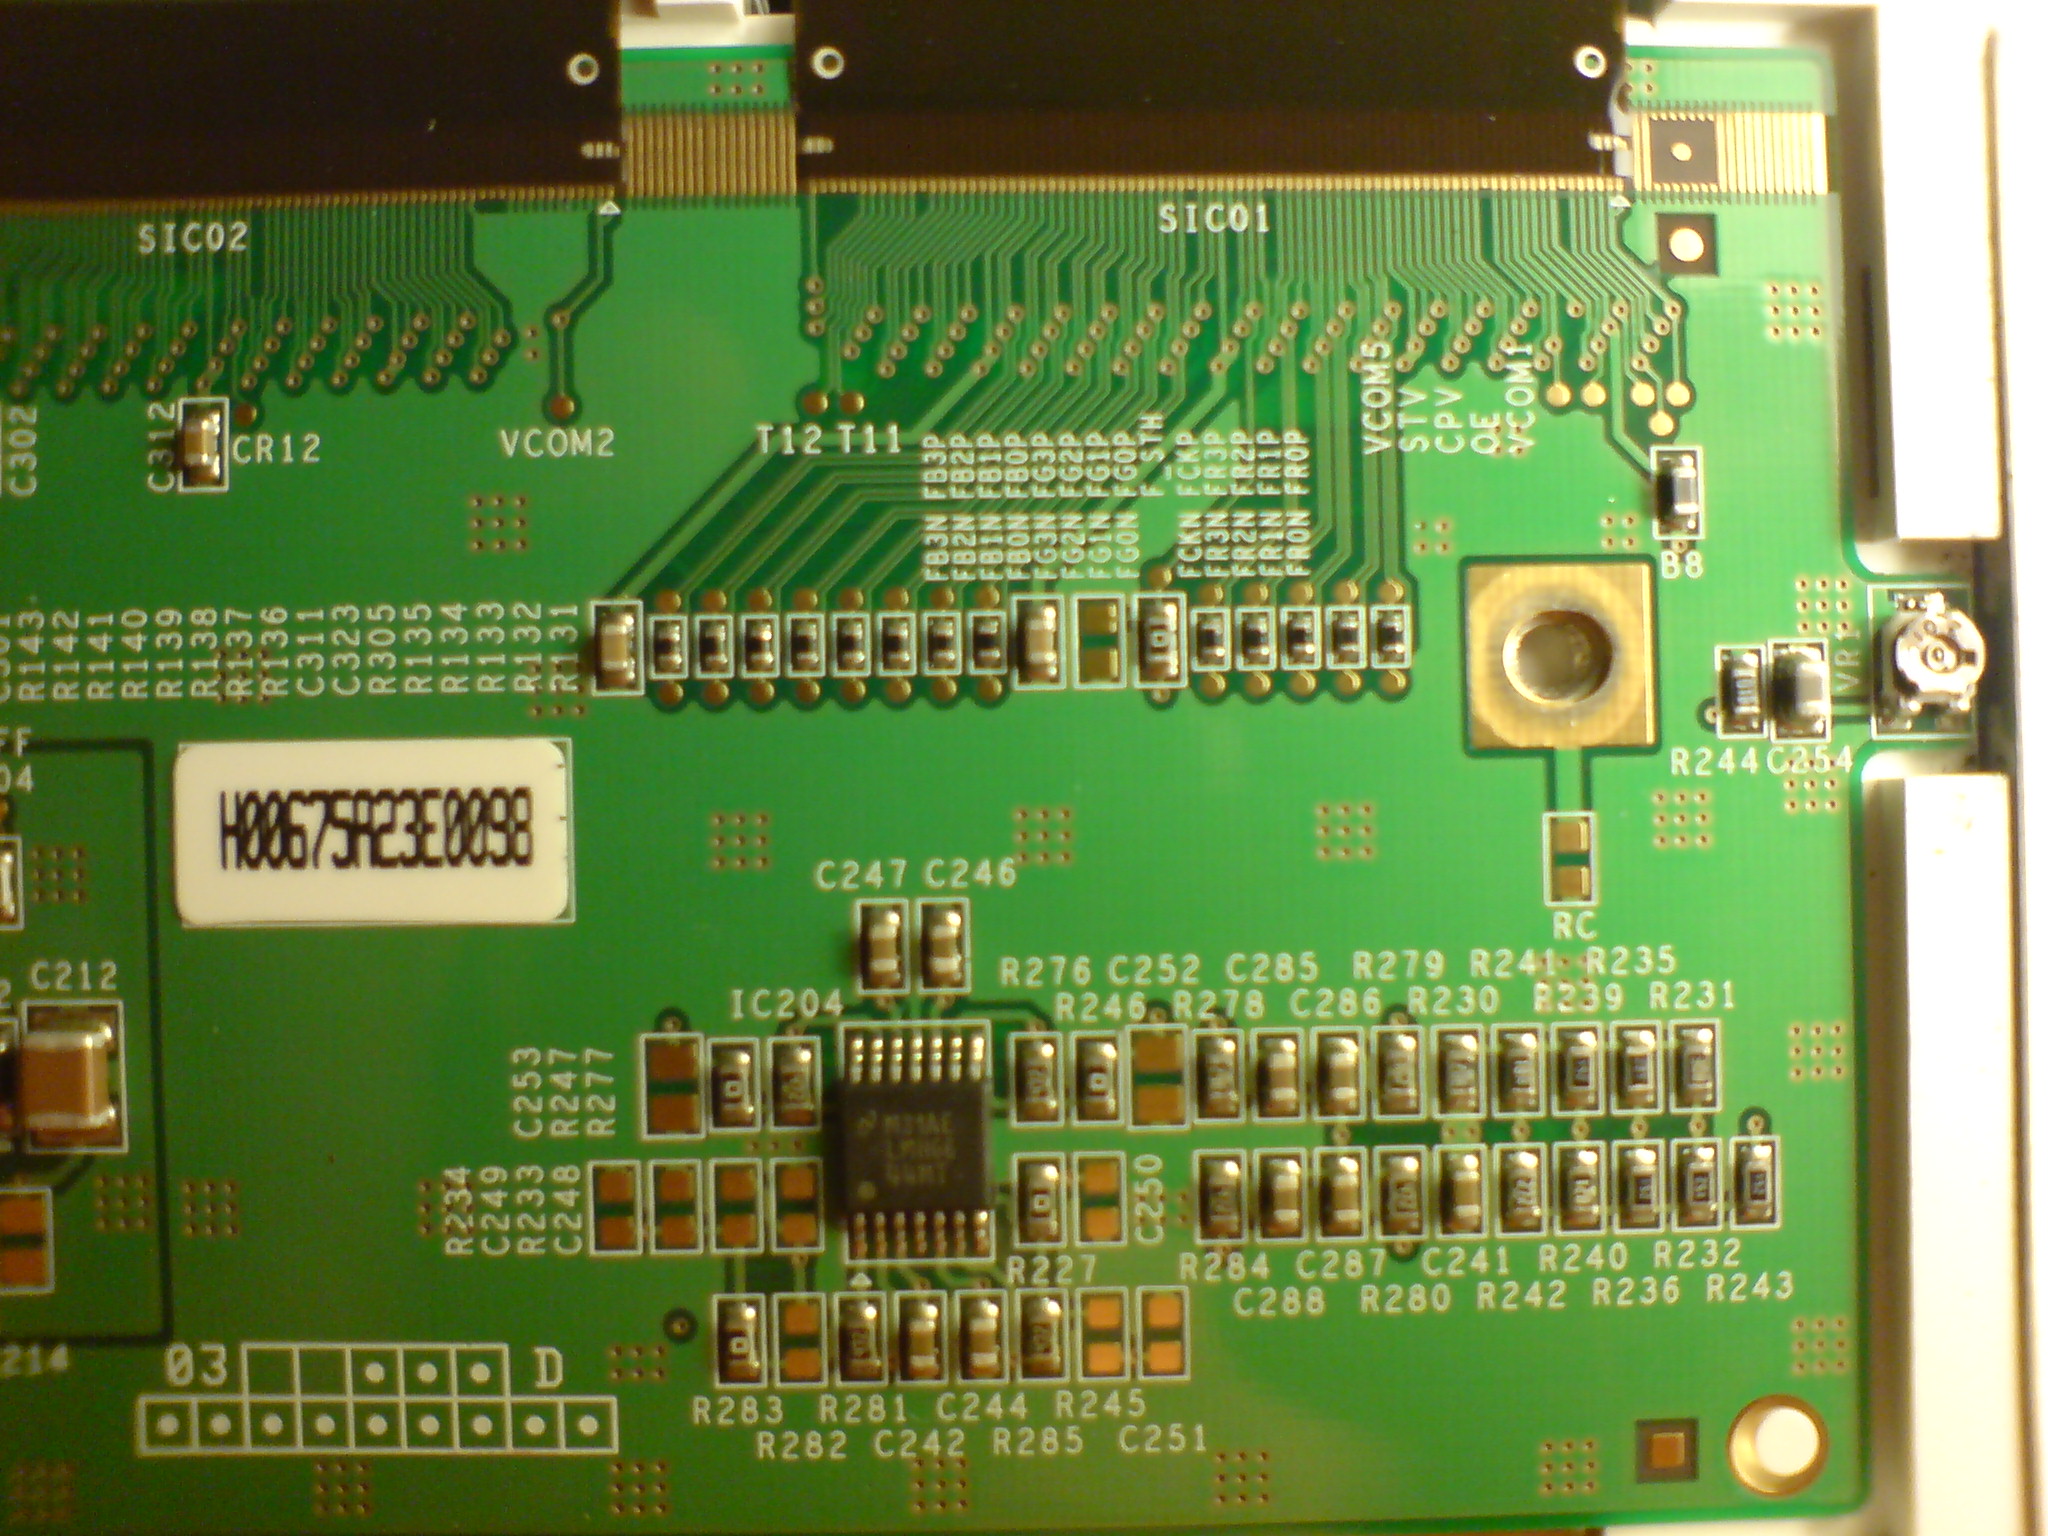 SIC02
SIC01
C302
C312
CR12
VCOM2
T12 T11
FB3N FB3P
FB2N FB2P
FB1N FB1P
FB0N FB0P
FG3N FG3P
FG2N FG2P
FG1N FG1P
FG0N FG0P
F_STH
FCKN FCKP
FR3N FR3P
FR2N FR2P
FR1N FR1P
FR0N FR0P
VCOM5
STV
CPV
OE
VCOM1
B8
R143
R142
R141
R140
R139
R138
R137
R136
C311
C323
R305
R135
R134
R133
R132
R131
VR1
R244 C254
H00675A23E0098
C247 C246
RC
C212
IC204
R276 C252 C285 R279 R241 R235
R246 R278 C286 R230 R239 R231
C253
R247
R277
M31AE
R234
C249
R233
C248
C250
R227
R284 C287 C241 R240 R232
C288 R280 R242 R236 R243
214
03
D
R283 R281 C244 R245
R282 C242 R285 C251